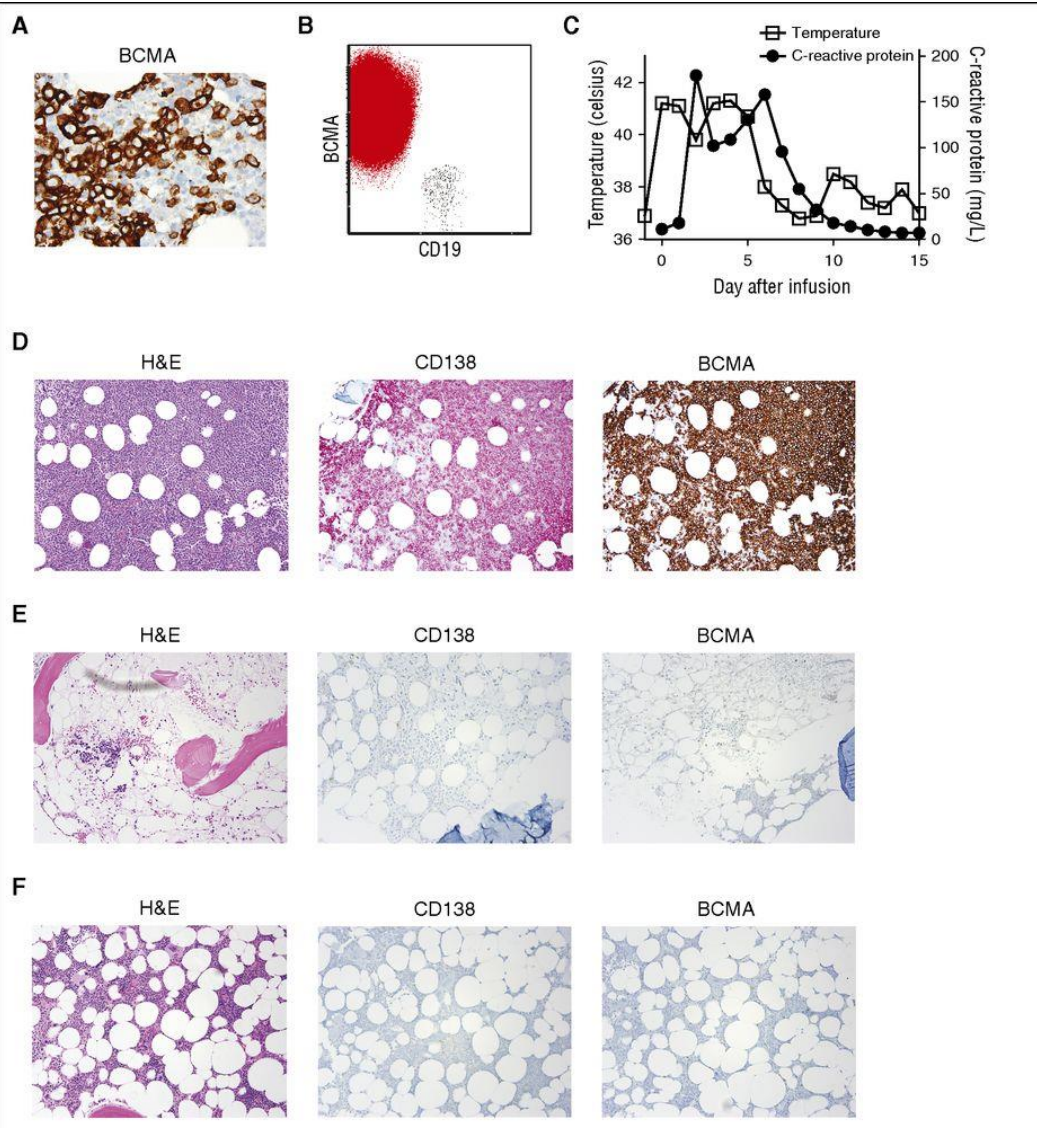 A
BCMA
B
BCMA
CD19
C
Temperature
C-reactive protein
Temperature (celsius)
42
40
38
36
200
150
100
50
0
C-reactive protein (mg/L)
0
5
10
15
Day after infusion
D
H&E
CD138
BCMA
E
H&E
CD138
BCMA
F
H&E
CD138
BCMA